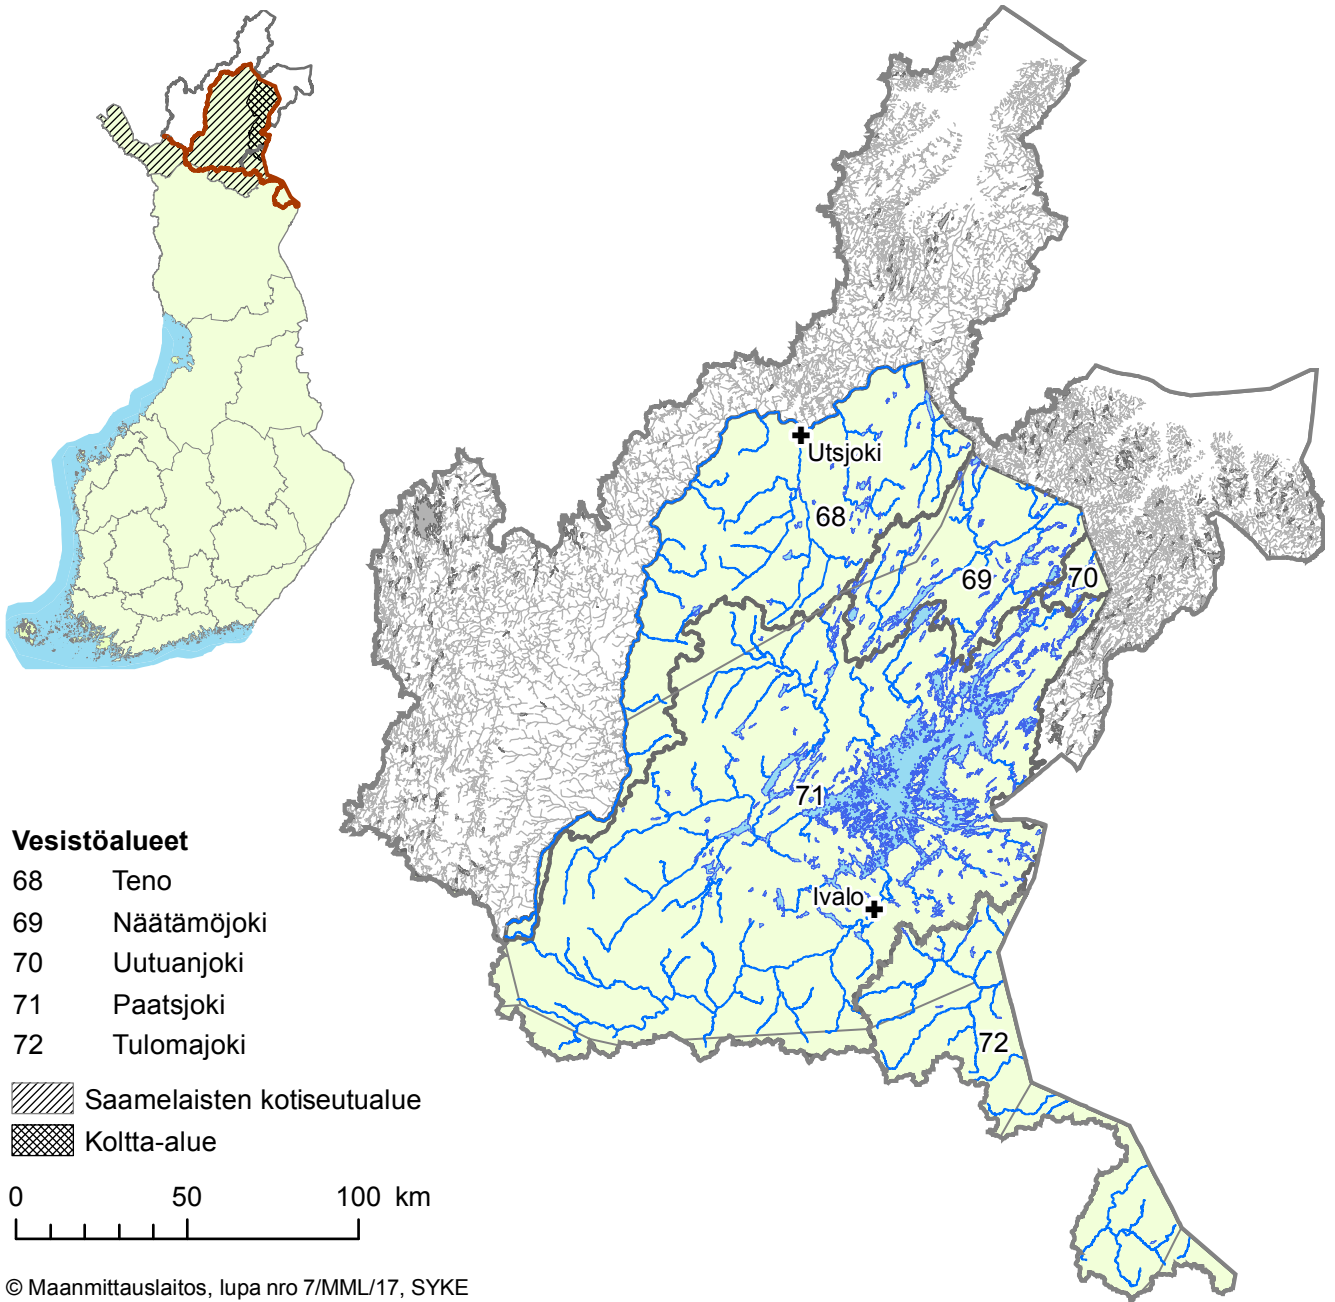 Utsjoki
68
69
70
71
Ivalo
72
Vesistöalueet
68 Teno
69 Näätämöjoki
70 Uutuanjoki
71 Paatsjoki
72 Tulomajoki
Saamelaisten kotiseutualue
Koltta-alue
0 50 100 km
© Maanmittauslaitos, lupa nro 7/MML/17, SYKE